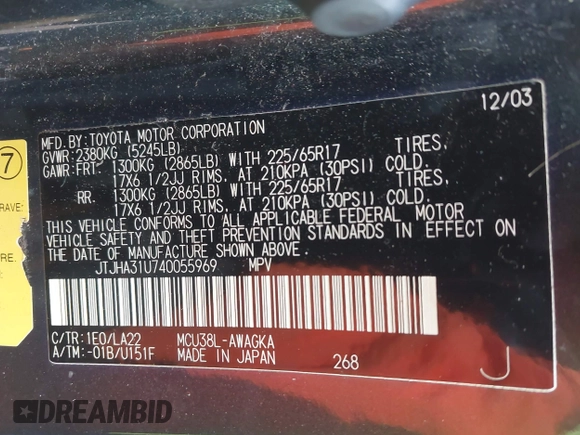 12/03
MFD.BY:TOYOTA MOTOR CORPORATION
GVWR:2380KG (5245LB)
GAWR:FRT. 1300KG (2865LB) WITH 225/65R17 TIRES,
17X6 1/2JJ RIMS, AT 210KPA (30PSI) COLD.
RR. 1300KG (2865LB) WITH 225/65R17 TIRES,
17X6 1/2JJ RIMS, AT 210KPA (30PSI) COLD.
THIS VEHICLE CONFORMS TO ALL APPLICABLE FEDERAL MOTOR
VEHICLE SAFETY AND THEFT PREVENTION STANDARDS IN EFFECT ON
THE DATE OF MANUFACTURE SHOWN ABOVE.
JTJHA31U740055969 MPV
C/TR:1E0/LA22 MCU38L-AWAGKA
A/TM:-01B/U151F MADE IN JAPAN 268
J
7
RAVE:
DREAMBID